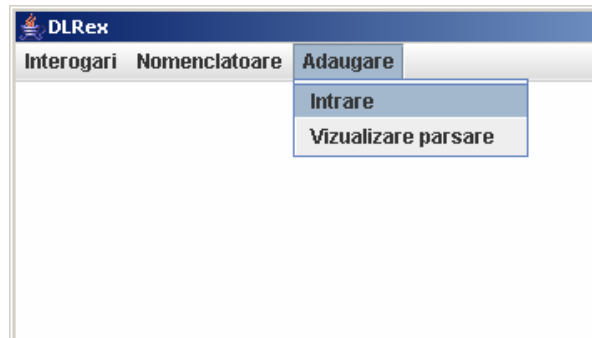 DLRex
Interogari Nomenclatoare Adaugare
Intrare
Vizualizare parsare